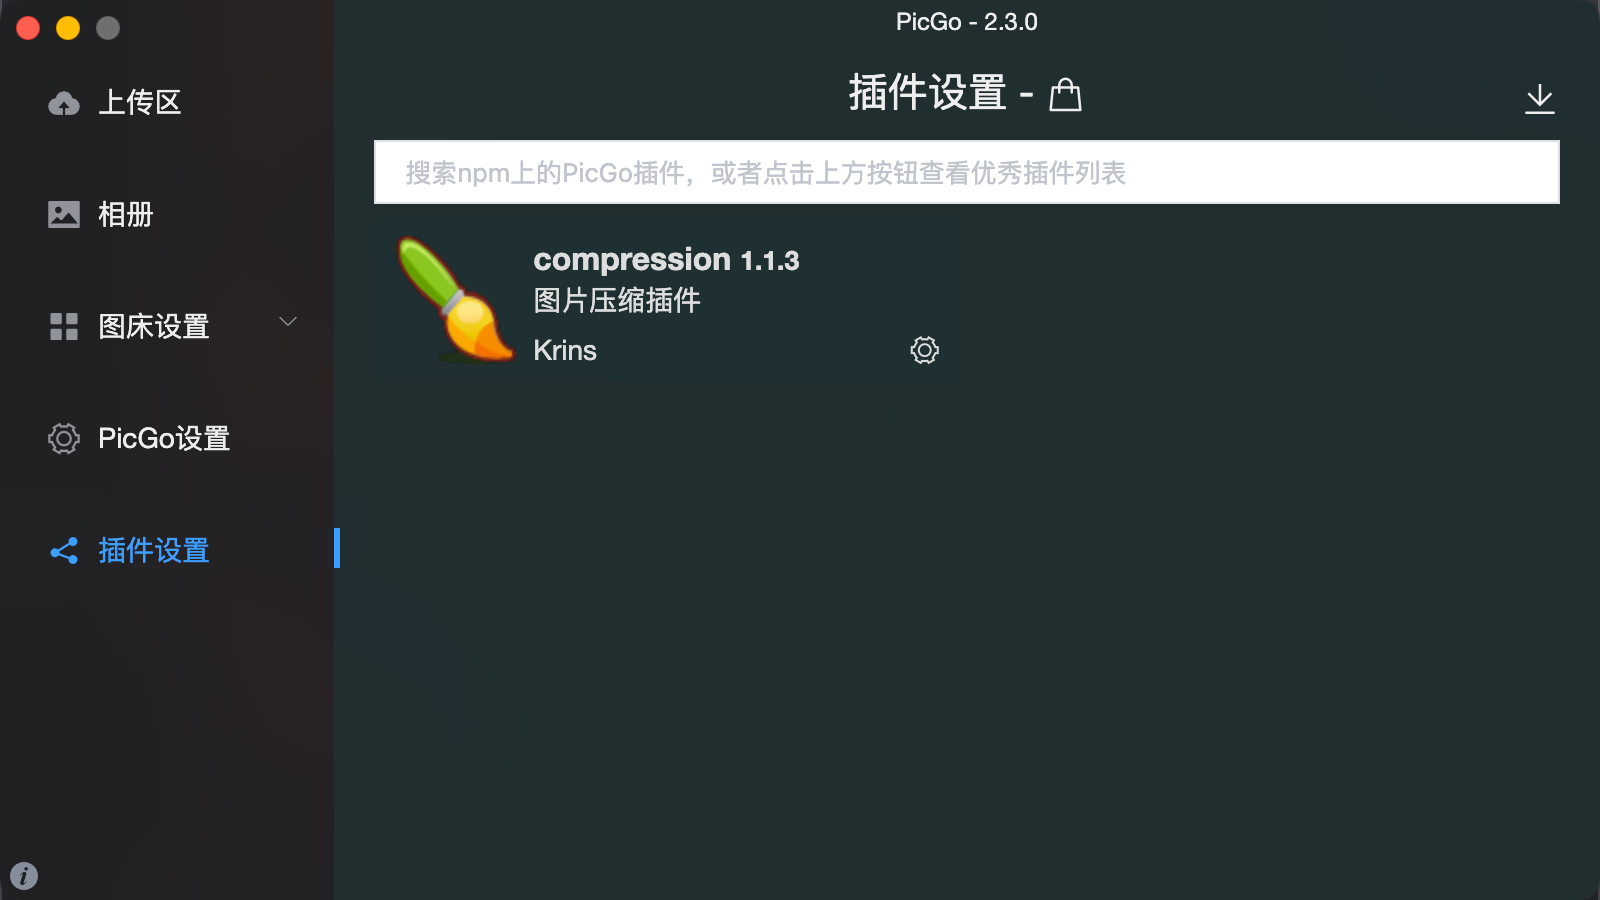 PicGo - 2.3.0
上传区
相册
图床设置
PicGo设置
插件设置
插件设置 -
搜索npm上的PicGo插件，或者点击上方按钮查看优秀插件列表
compression 1.1.3
图片压缩插件
Krins